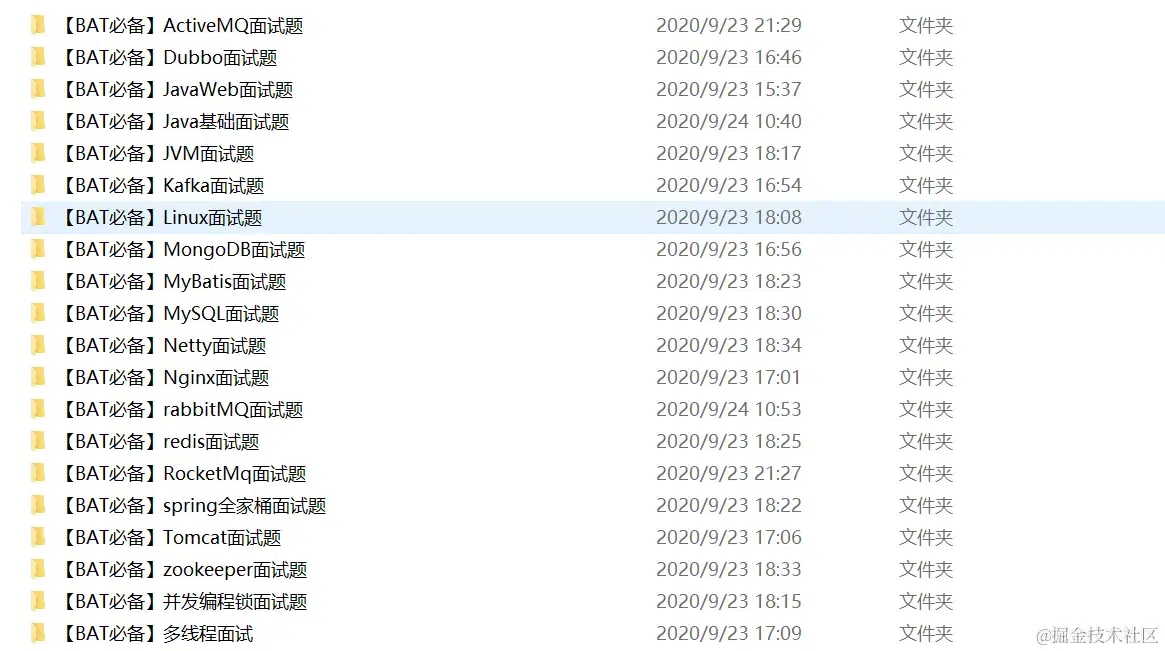 【BAT必备】ActiveMQ面试题 2020/9/23 21:29 文件夹
【BAT必备】Dubbo面试题 2020/9/23 16:46 文件夹
【BAT必备】JavaWeb面试题 2020/9/23 15:37 文件夹
【BAT必备】Java基础面试题 2020/9/24 10:40 文件夹
【BAT必备】JVM面试题 2020/9/23 18:17 文件夹
【BAT必备】Kafka面试题 2020/9/23 16:54 文件夹
【BAT必备】Linux面试题 2020/9/23 18:08 文件夹
【BAT必备】MongoDB面试题 2020/9/23 16:56 文件夹
【BAT必备】MyBatis面试题 2020/9/23 18:23 文件夹
【BAT必备】MySQL面试题 2020/9/23 18:30 文件夹
【BAT必备】Netty面试题 2020/9/23 18:34 文件夹
【BAT必备】Nginx面试题 2020/9/23 17:01 文件夹
【BAT必备】rabbitMQ面试题 2020/9/24 10:53 文件夹
【BAT必备】redis面试题 2020/9/23 18:25 文件夹
【BAT必备】RocketMq面试题 2020/9/23 21:27 文件夹
【BAT必备】spring全家桶面试题 2020/9/23 18:22 文件夹
【BAT必备】Tomcat面试题 2020/9/23 17:06 文件夹
【BAT必备】zookeeper面试题 2020/9/23 18:33 文件夹
【BAT必备】并发编程锁面试题 2020/9/23 18:15 文件夹
【BAT必备】多线程面试 2020/9/23 17:09 文件夹
@掘金技术社区